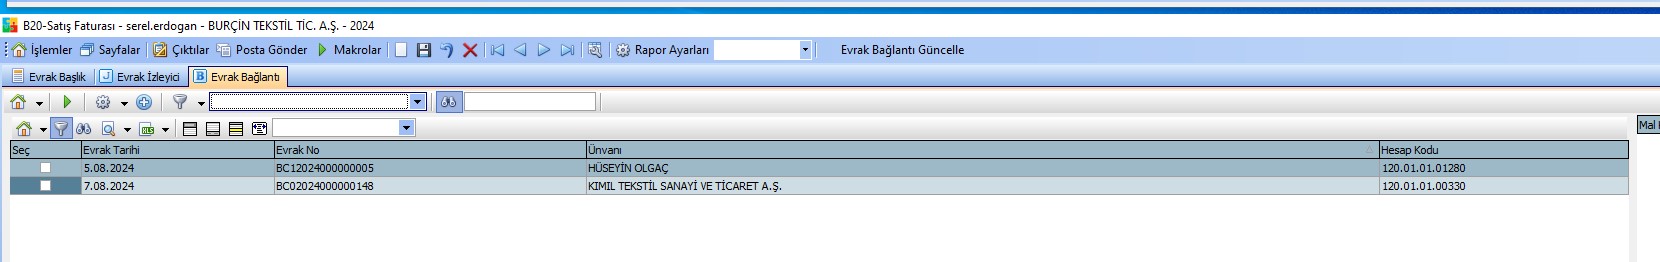 B20-Satış Faturası - serel.erdogan - BURÇİN TEKSTİL TİC. A.Ş. - 2024
İşlemler Sayfalar Çıktılar Posta Gönder Makrolar Rapor Ayarları Evrak Bağlantı Güncelle
Evrak Başlık J Evrak İzleyici B Evrak Bağlantı
XLS
Mal
Seç Evrak Tarihi Evrak No Ünvanı Hesap Kodu
5.08.2024 BC12024000000005 HÜSEYİN OLGAÇ 120.01.01.01280
7.08.2024 BC02024000000148 KIMIL TEKSTİL SANAYİ VE TİCARET A.Ş. 120.01.01.00330